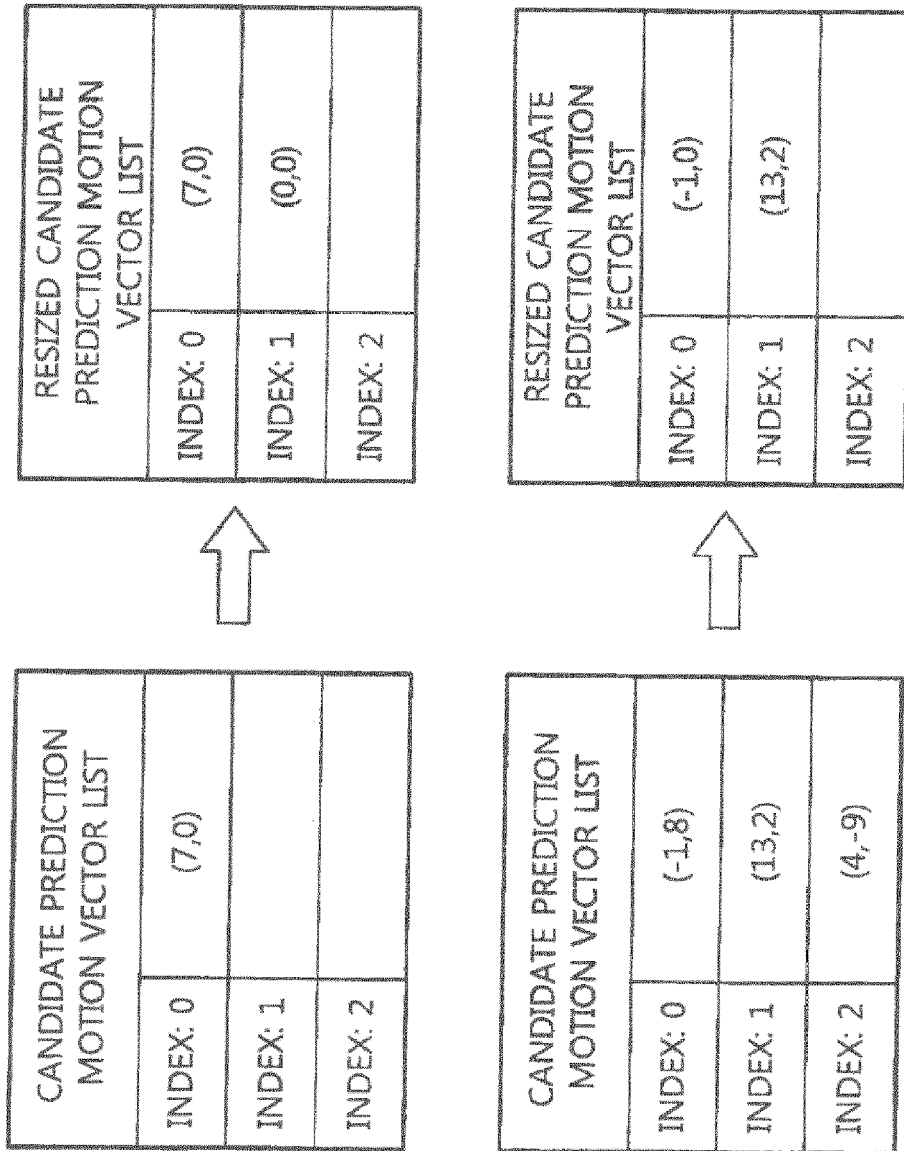 CANDIDATE PREDICTION
MOTION VECTOR LIST
INDEX: 0 (7,0)
INDEX: 1
INDEX: 2
RESIZED CANDIDATE
PREDICTION MOTION
VECTOR LIST
INDEX: 0 (7,0)
INDEX: 1 (0,0)
INDEX: 2
CANDIDATE PREDICTION
MOTION VECTOR LIST
INDEX: 0 (-1,8)
INDEX: 1 (13,2)
INDEX: 2 (4,-9)
RESIZED CANDIDATE
PREDICTION MOTION
VECTOR LIST
INDEX: 0 (-1,0)
INDEX: 1 (13,2)
INDEX: 2